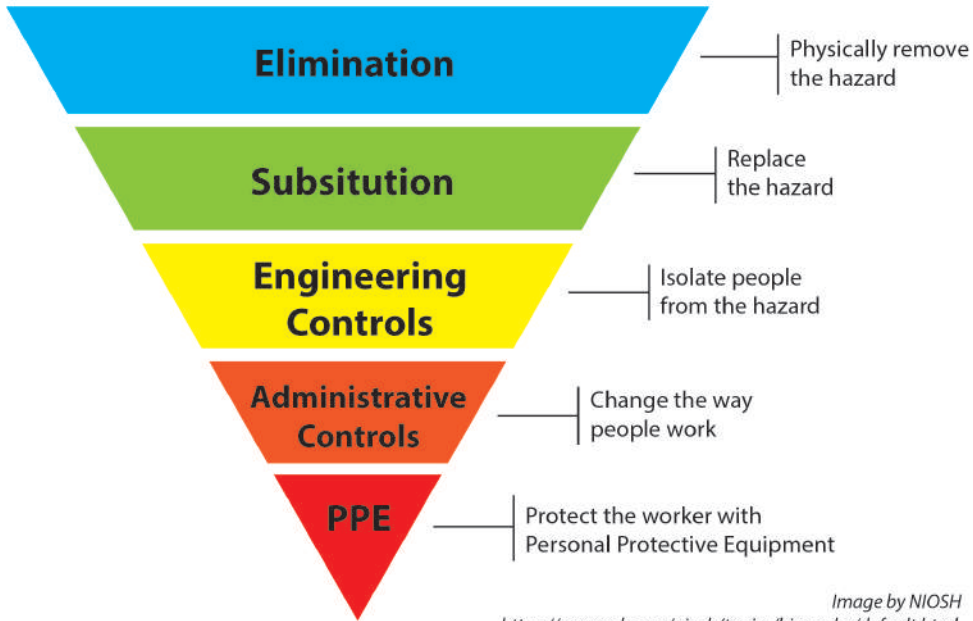 Elimination
Physically remove
the hazard
Subsitution
Replace
the hazard
Engineering
Controls
Isolate people
from the hazard
Administrative
Controls
Change the way
people work
PPE
Protect the worker with
Personal Protective Equipment
Image by NIOSH